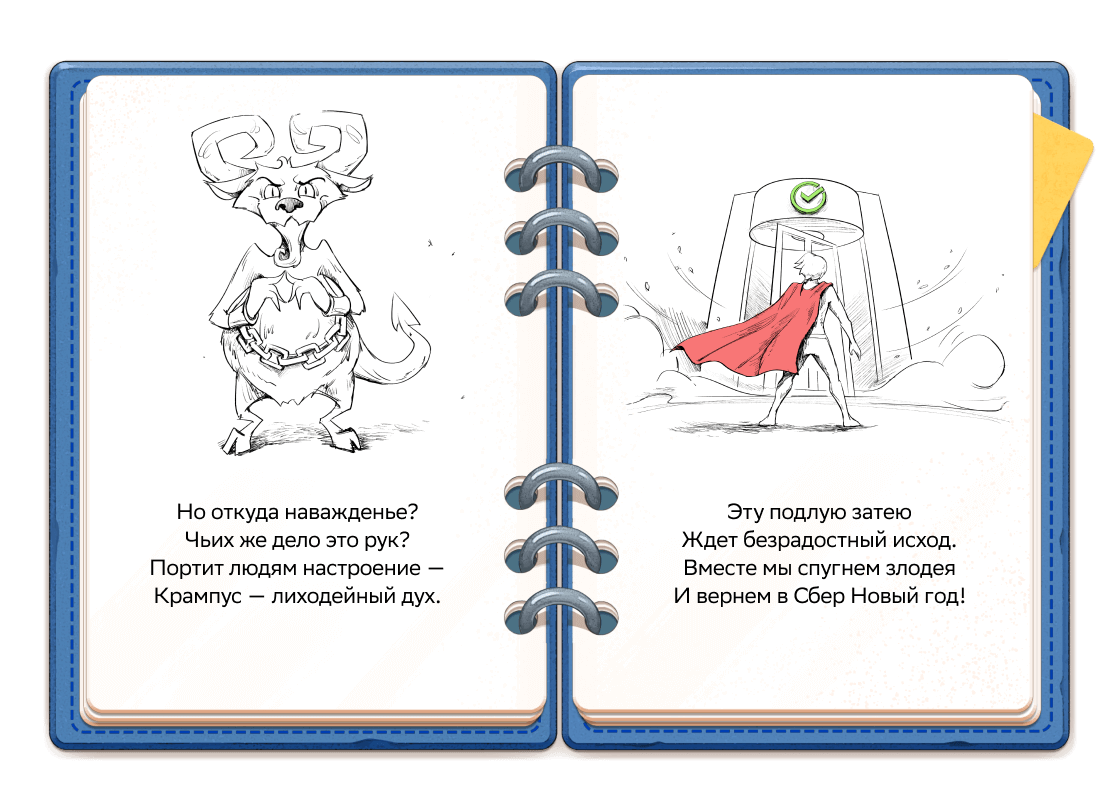 Но откуда наважденье?
Чьих же дело это рук?
Портит людям настроение —
Крампус — лиходейный дух.
Эту подлую затею
Ждет безрадостный исход.
Вместе мы спугнем злодея
И вернем в Сбер Новый год!